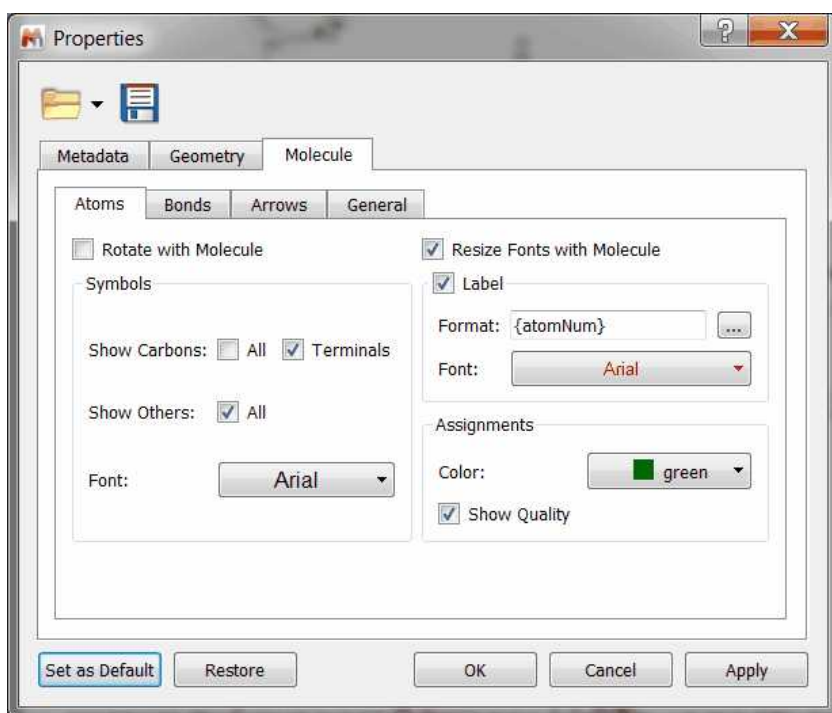 Properties
Metadata Geometry Molecule
Atoms Bonds Arrows General
Rotate with Molecule
Resize Fonts with Molecule
Symbols
Label
Format: {atomNum} ...
Show Carbons: All Terminals
Font: Arial
Show Others: All
Assignments
Color: green
Font: Arial
Show Quality
Set as Default Restore OK Cancel Apply